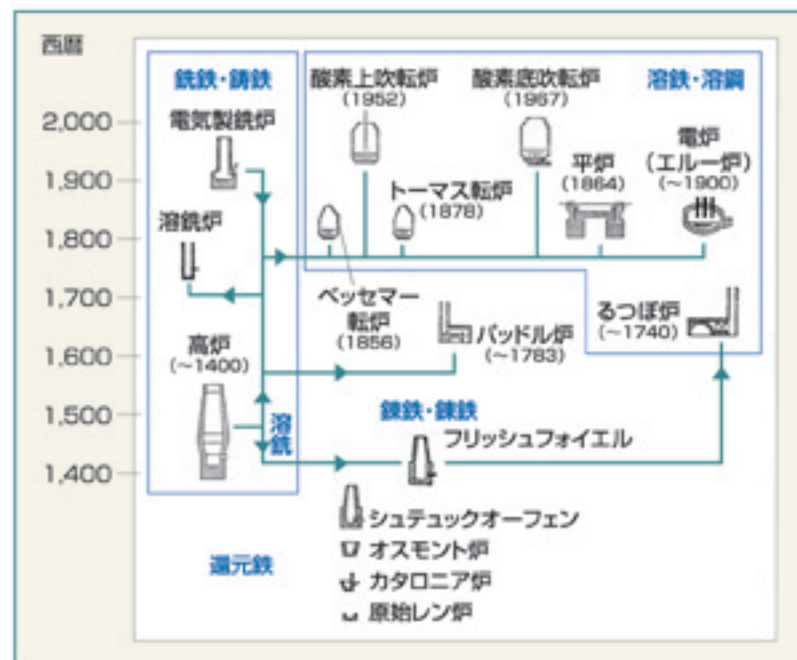 西暦
2,000
1,900
1,800
1,700
1,600
1,500
1,400
銑鉄・鋳鉄
電気製銑炉
溶銑炉
高炉
(~1400)
溶銑
酸素上吹転炉
(1952)
酸素底吹転炉
(1967)
溶鉄・溶鋼
トーマス転炉
(1878)
平炉
(1864)
電炉
(エルー炉)
(~1900)
ベッセマー
転炉
(1856)
パッドル炉
(~1783)
るつぼ炉
(~1740)
錬鉄・錬鉄
フリッシュフォイエル
シュテュックオーフェン
オスモント炉
カタロニア炉
原始レン炉
還元鉄